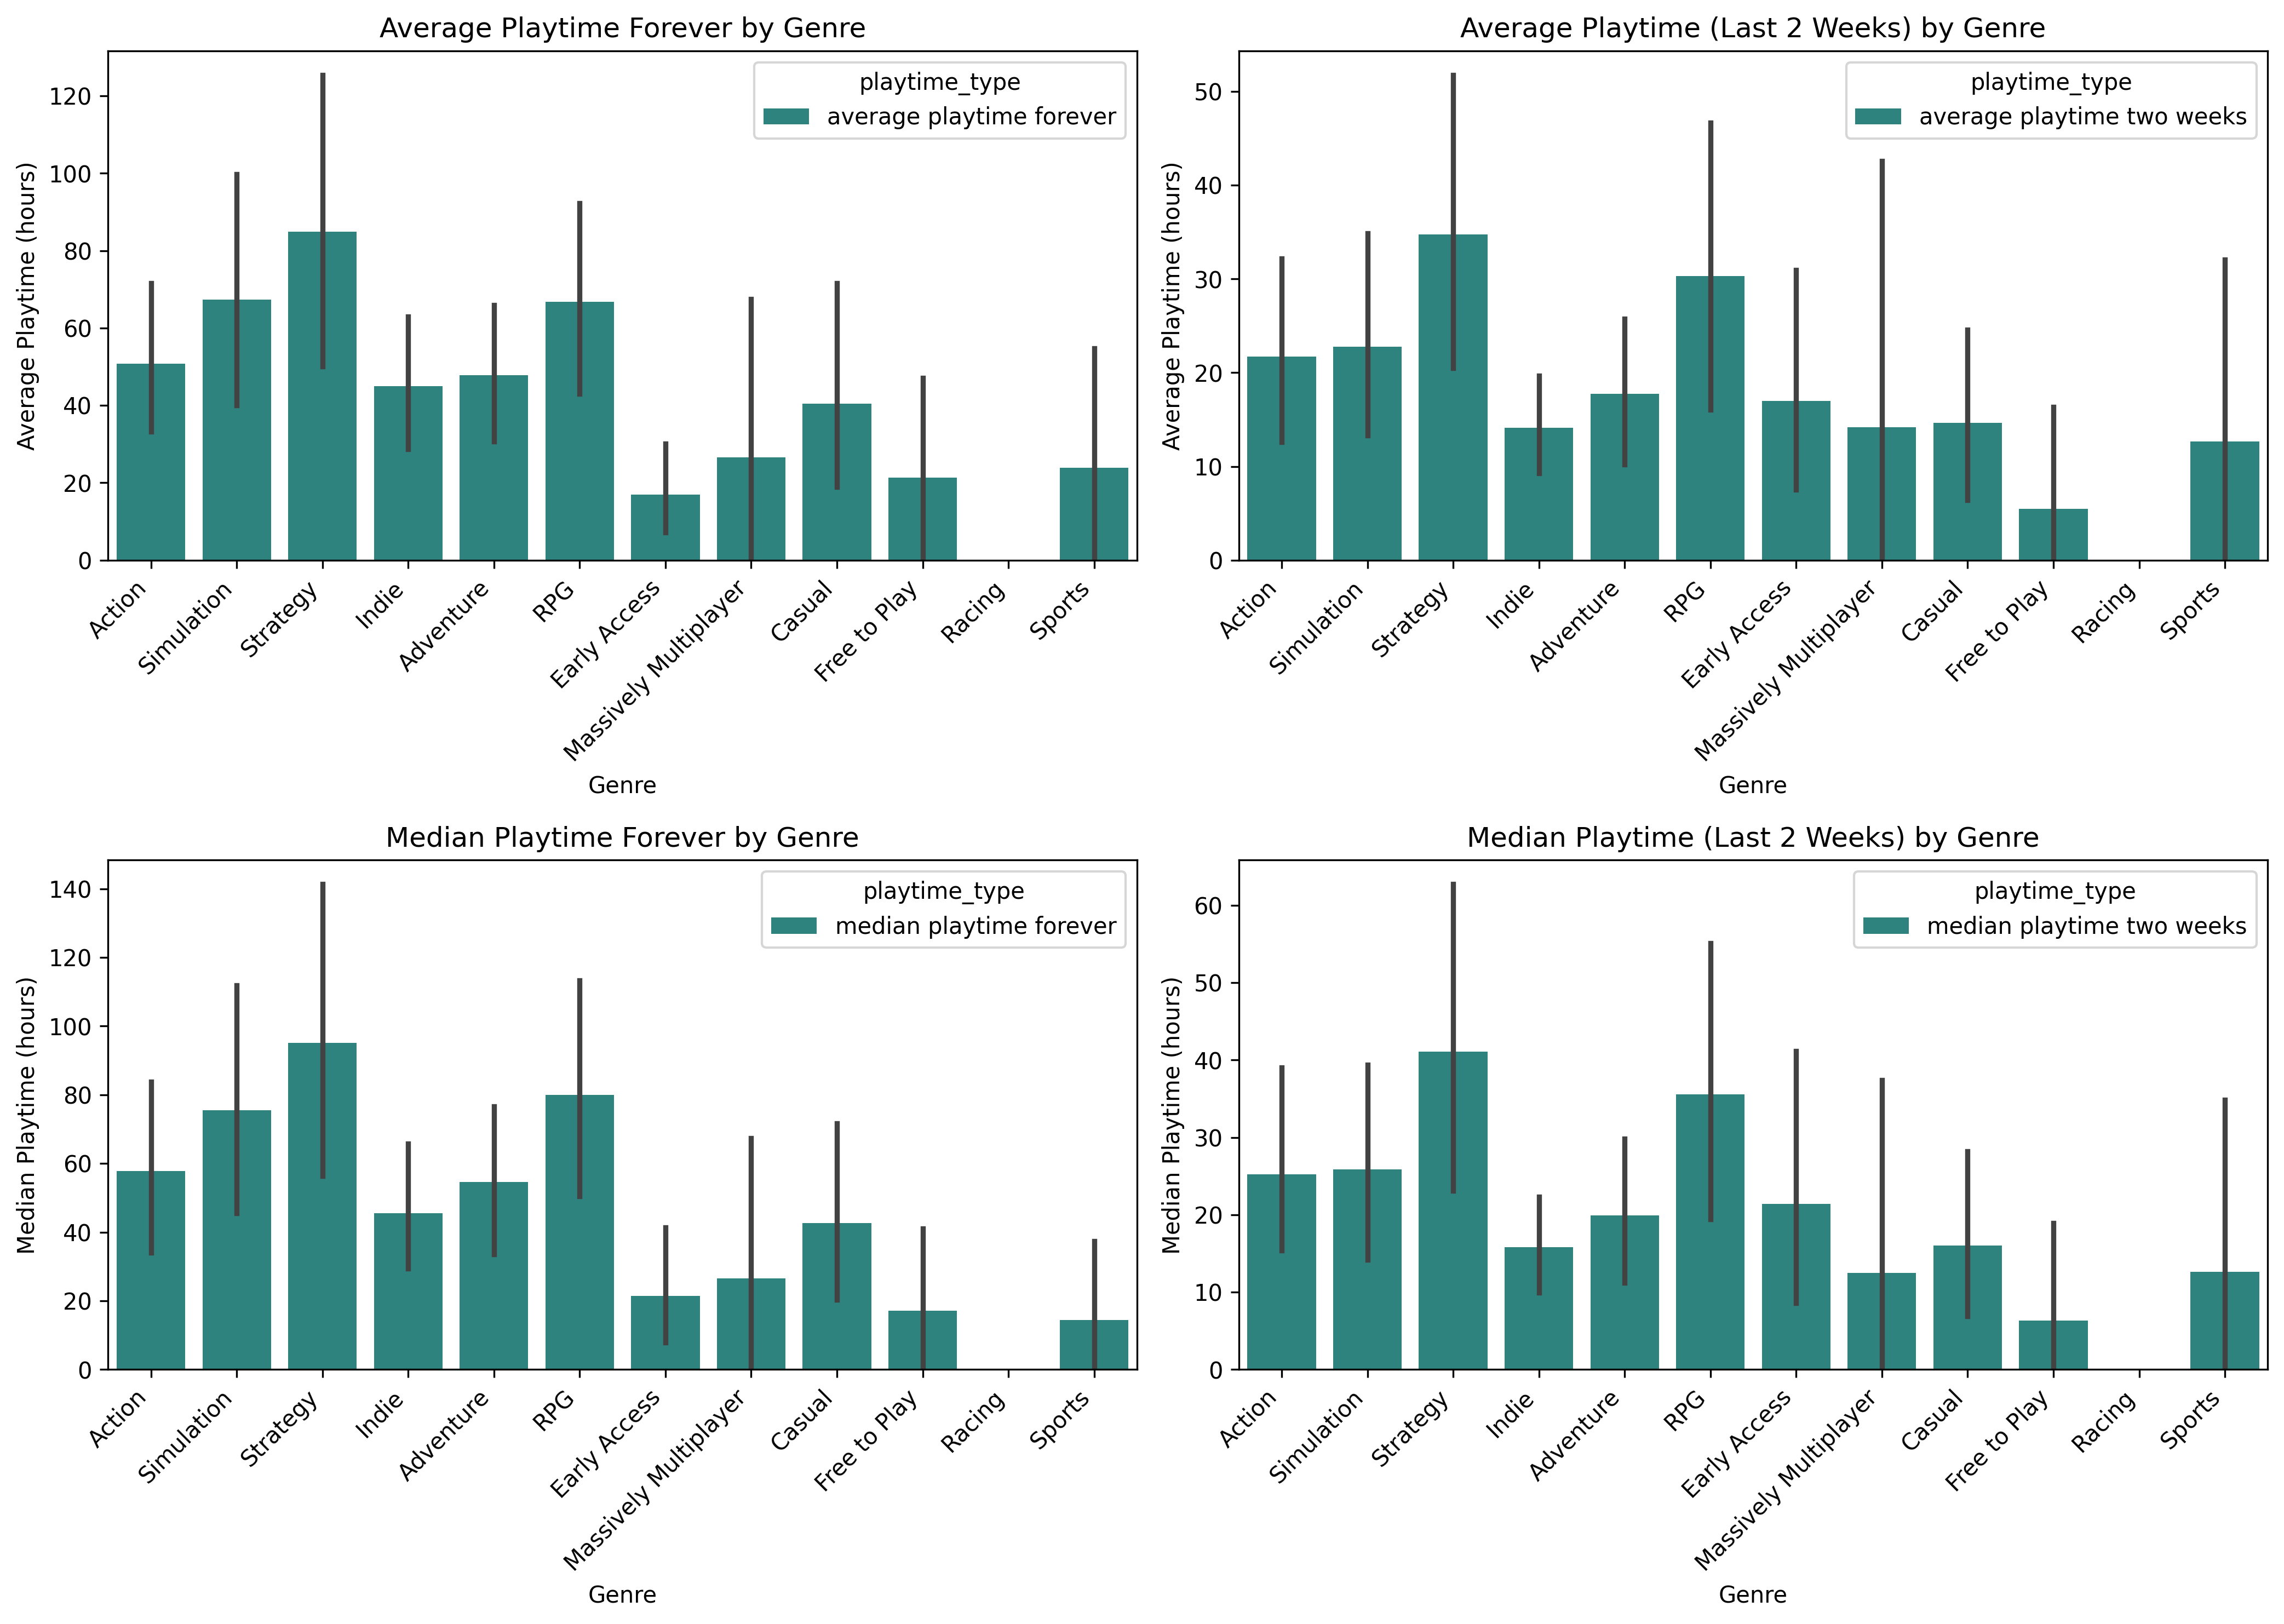 Average Playtime Forever by Genre
playtime_type
average playtime forever
Average Playtime (hours)
120
100
80
60
40
20
0
Action
Simulation
Strategy
Indie
Adventure
RPG
Early Access
Massively Multiplayer
Casual
Free to Play
Racing
Sports
Genre
Average Playtime (Last 2 Weeks) by Genre
playtime_type
average playtime two weeks
Average Playtime (hours)
50
40
30
20
10
0
Action
Simulation
Strategy
Indie
Adventure
RPG
Early Access
Massively Multiplayer
Casual
Free to Play
Racing
Sports
Genre
Median Playtime Forever by Genre
playtime_type
median playtime forever
Median Playtime (hours)
140
120
100
80
60
40
20
0
Action
Simulation
Strategy
Indie
Adventure
RPG
Early Access
Massively Multiplayer
Casual
Free to Play
Racing
Sports
Genre
Median Playtime (Last 2 Weeks) by Genre
playtime_type
median playtime two weeks
Median Playtime (hours)
60
50
40
30
20
10
0
Action
Simulation
Strategy
Indie
Adventure
RPG
Early Access
Massively Multiplayer
Casual
Free to Play
Racing
Sports
Genre